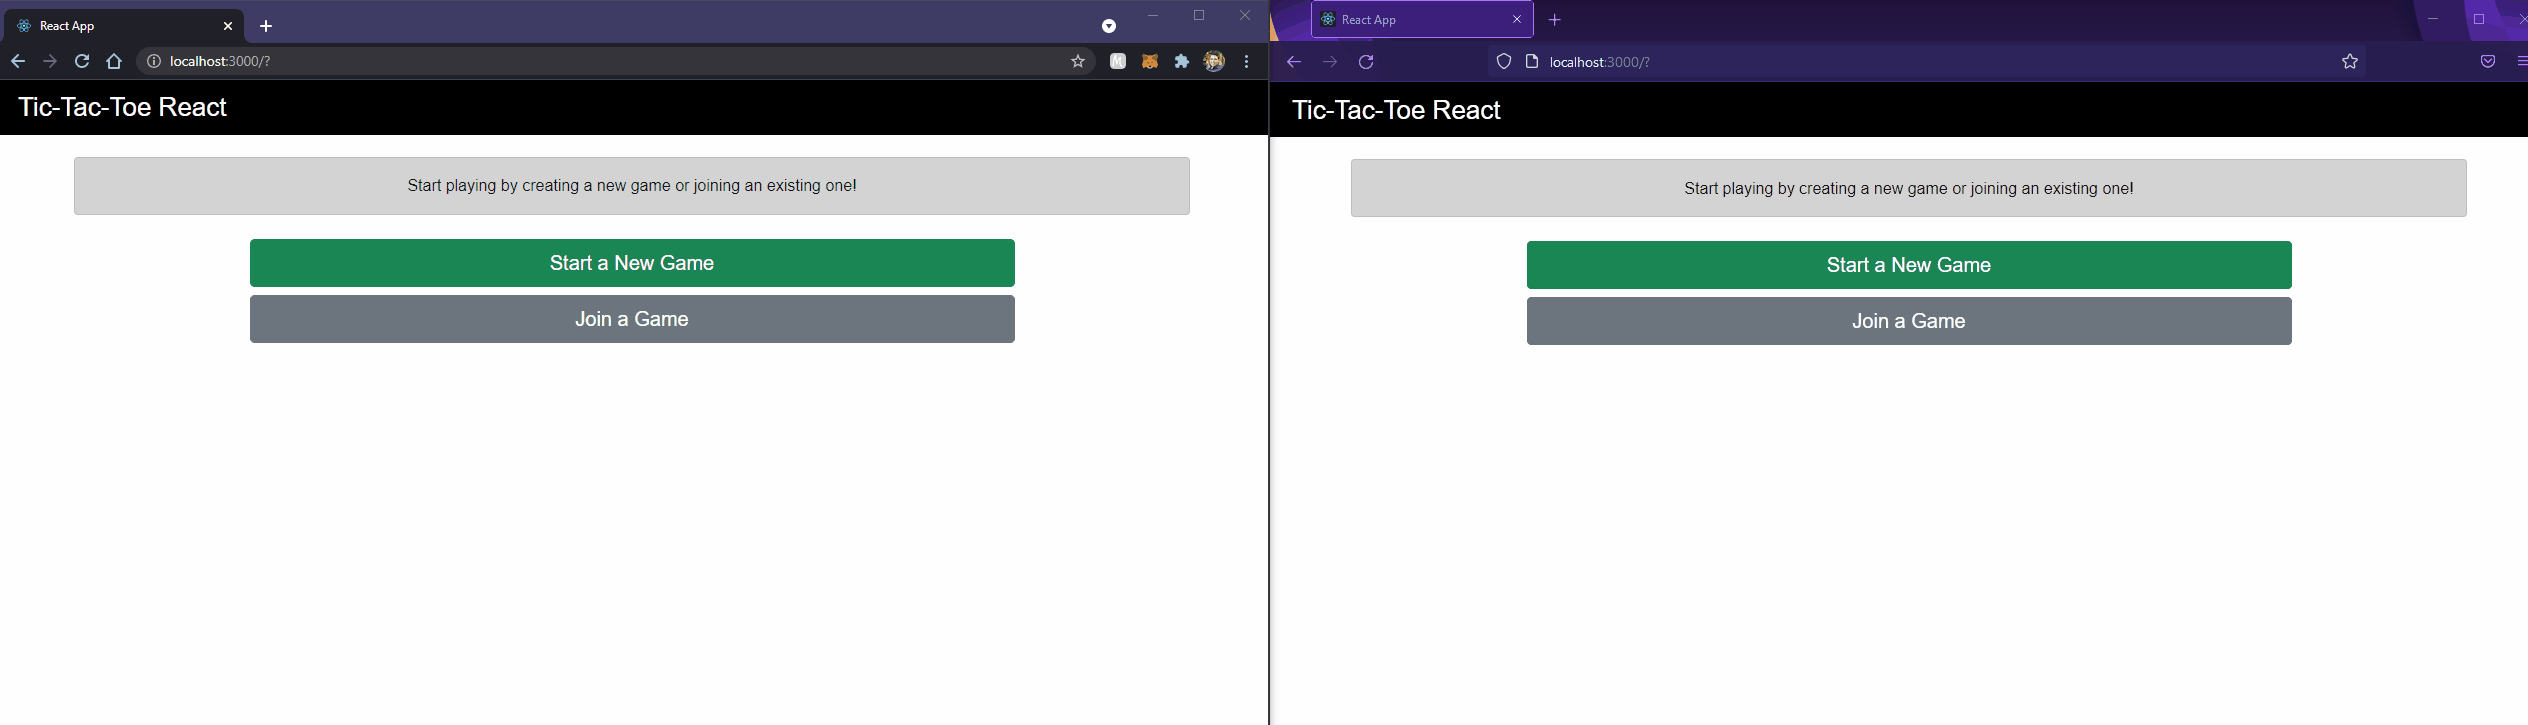 React App
localhost:3000/?
Tic-Tac-Toe React
Start playing by creating a new game or joining an existing one!
Start a New Game
Join a Game
React App
localhost:3000/?
Tic-Tac-Toe React
Start playing by creating a new game or joining an existing one!
Start a New Game
Join a Game